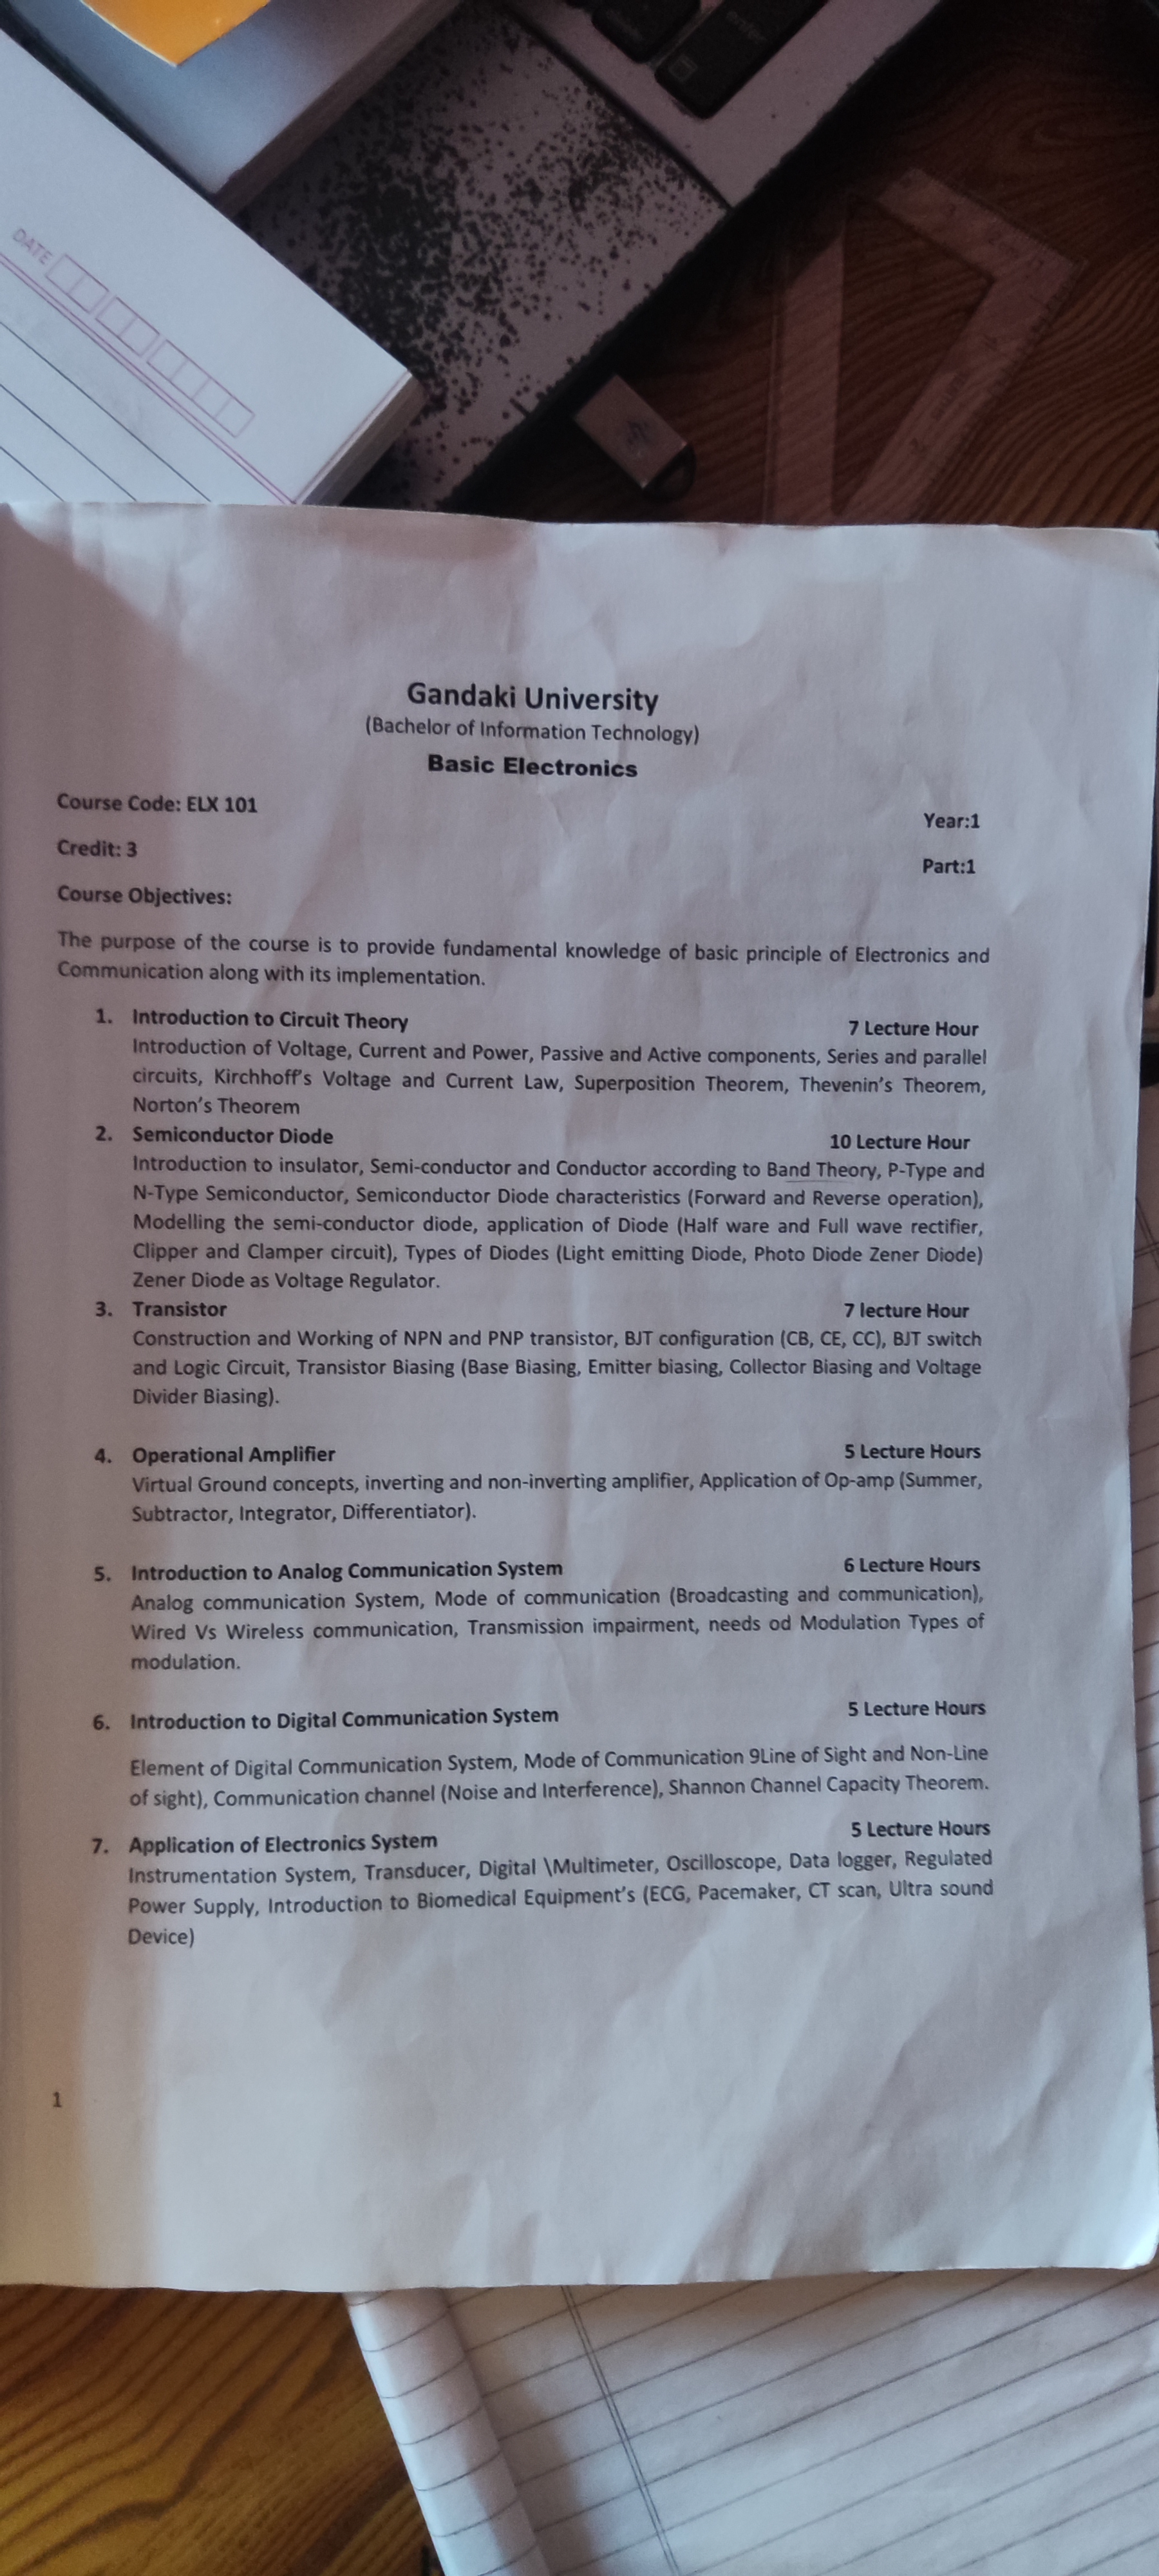 enter
DATE
Gandaki University
(Bachelor of Information Technology)
Basic Electronics
Course Code: ELX 101
Year:1
Credit: 3
Part:1
Course Objectives:
The purpose of the course is to provide fundamental knowledge of basic principle of Electronics and
Communication along with its implementation.
1. Introduction to Circuit Theory 7 Lecture Hour
Introduction of Voltage, Current and Power, Passive and Active components, Series and parallel
circuits, Kirchhoff's Voltage and Current Law, Superposition Theorem, Thevenin's Theorem,
Norton's Theorem
2. Semiconductor Diode 10 Lecture Hour
Introduction to insulator, Semi-conductor and Conductor according to Band Theory, P-Type and
N-Type Semiconductor, Semiconductor Diode characteristics (Forward and Reverse operation),
Modelling the semi-conductor diode, application of Diode (Half ware and Full wave rectifier,
Clipper and Clamper circuit), Types of Diodes (Light emitting Diode, Photo Diode Zener Diode)
Zener Diode as Voltage Regulator.
3. Transistor 7 lecture Hour
Construction and Working of NPN and PNP transistor, BJT configuration (CB, CE, CC), BJT switch
and Logic Circuit, Transistor Biasing (Base Biasing, Emitter biasing, Collector Biasing and Voltage
Divider Biasing).
4. Operational Amplifier 5 Lecture Hours
Virtual Ground concepts, inverting and non-inverting amplifier, Application of Op-amp (Summer,
Subtractor, Integrator, Differentiator).
5. Introduction to Analog Communication System 6 Lecture Hours
Analog communication System, Mode of communication (Broadcasting and communication),
Wired Vs Wireless communication, Transmission impairment, needs od Modulation Types of
modulation.
6. Introduction to Digital Communication System 5 Lecture Hours
Element of Digital Communication System, Mode of Communication 9Line of Sight and Non-Line
of sight), Communication channel (Noise and Interference), Shannon Channel Capacity Theorem.
7. Application of Electronics System 5 Lecture Hours
Instrumentation System, Transducer, Digital \Multimeter, Oscilloscope, Data logger, Regulated
Power Supply, Introduction to Biomedical Equipment's (ECG, Pacemaker, CT scan, Ultra sound
Device)
1